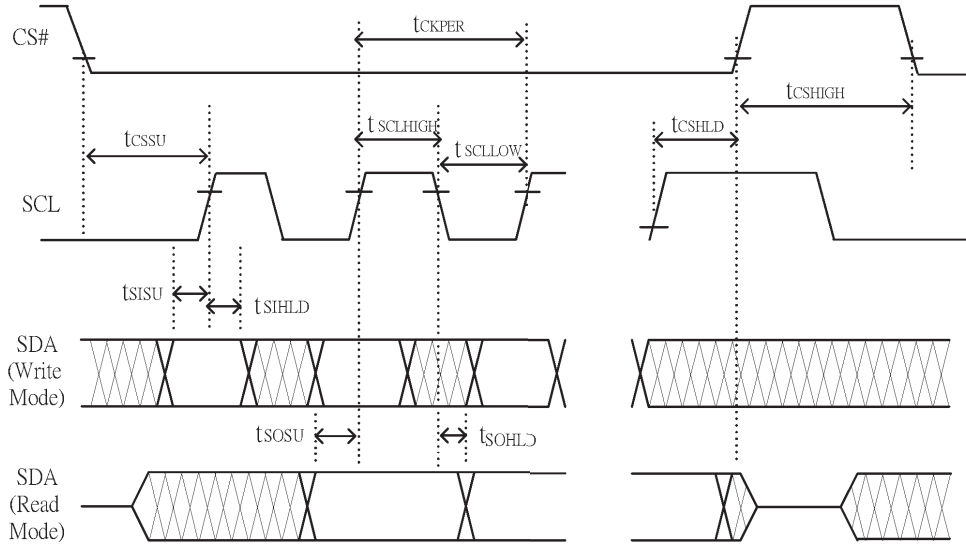 CS#
tCKPER
tCSHIGH
tSCLHIGH
tCSHLD
tCSSU
tSCLLOW
SCL
tSISU
tSIHLD
SDA
(Write
Mode)
tSOSU
tSOHLD
SDA
(Read
Mode)